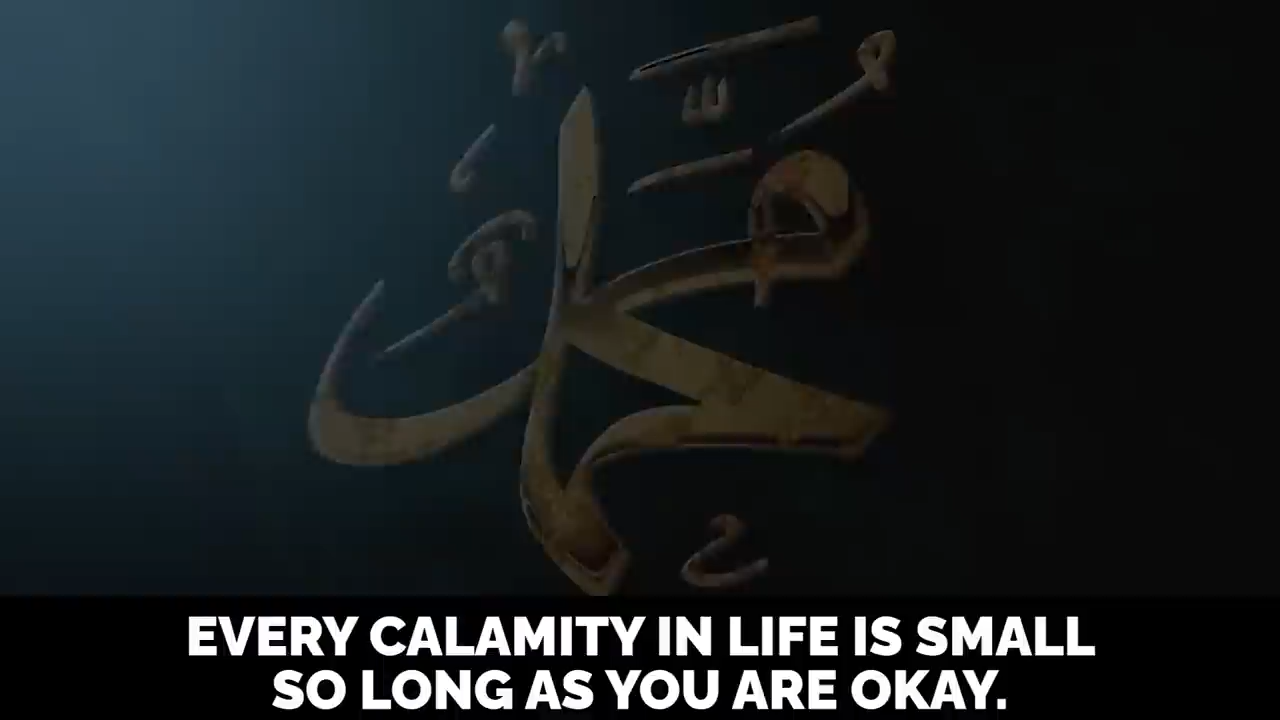 محمد
EVERY CALAMITY IN LIFE IS SMALL
SO LONG AS YOU ARE OKAY.